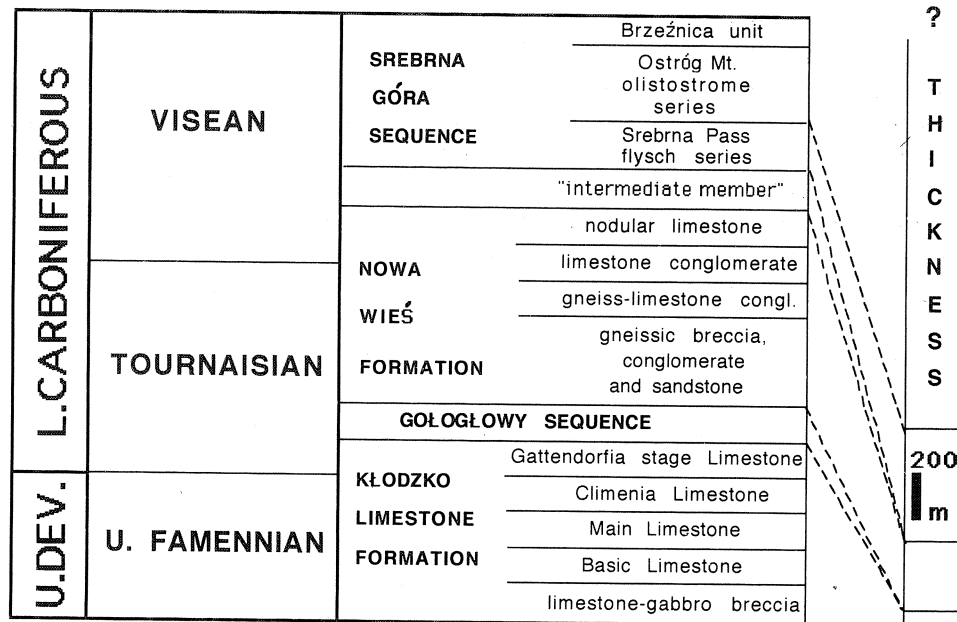 L.CARBONIFEROUS
U.DEV.
VISEAN
TOURNAISIAN
U. FAMENNIAN
SREBRNA
GÓRA
SEQUENCE
Brzeźnica unit
Ostróg Mt.
olistostrome
series
Srebrna Pass
flysch series
"intermediate member"
NOWA
WIEŚ
FORMATION
nodular limestone
limestone conglomerate
gneiss-limestone congl.
gneissic breccia,
conglomerate
and sandstone
GOŁOGŁOWY SEQUENCE
KŁODZKO
LIMESTONE
FORMATION
Gattendorfia stage Limestone
Climenia Limestone
Main Limestone
Basic Limestone
limestone-gabbro breccia
?
THICKNESS
200
m